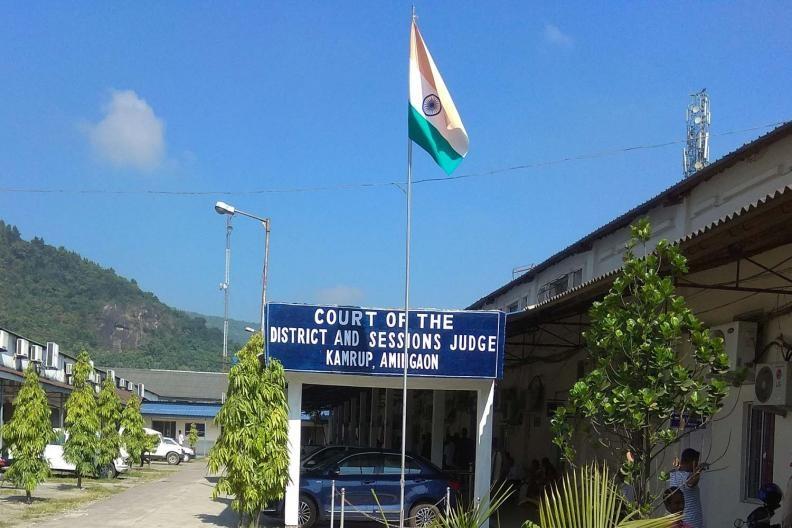 COURT OF THE
DISTRICT AND SESSIONS JUDGE
KAMRUP, AMINGAON